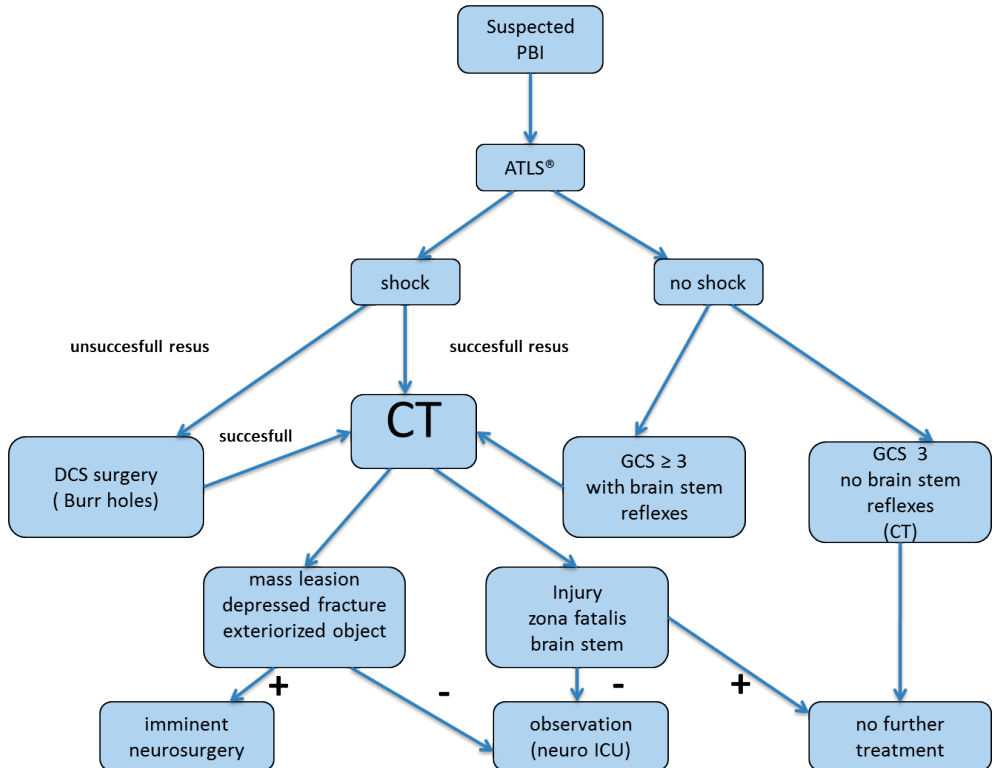 Suspected
PBI
ATLS®
shock
no shock
unsuccesfull resus
succesfull resus
CT
succesfull
DCS surgery
( Burr holes)
GCS ≥ 3
with brain stem
reflexes
GCS 3
no brain stem
reflexes
(CT)
mass leasion
depressed fracture
exteriorized object
Injury
zona fatalis
brain stem
+
-
-
+
imminent
neurosurgery
observation
(neuro ICU)
no further
treatment